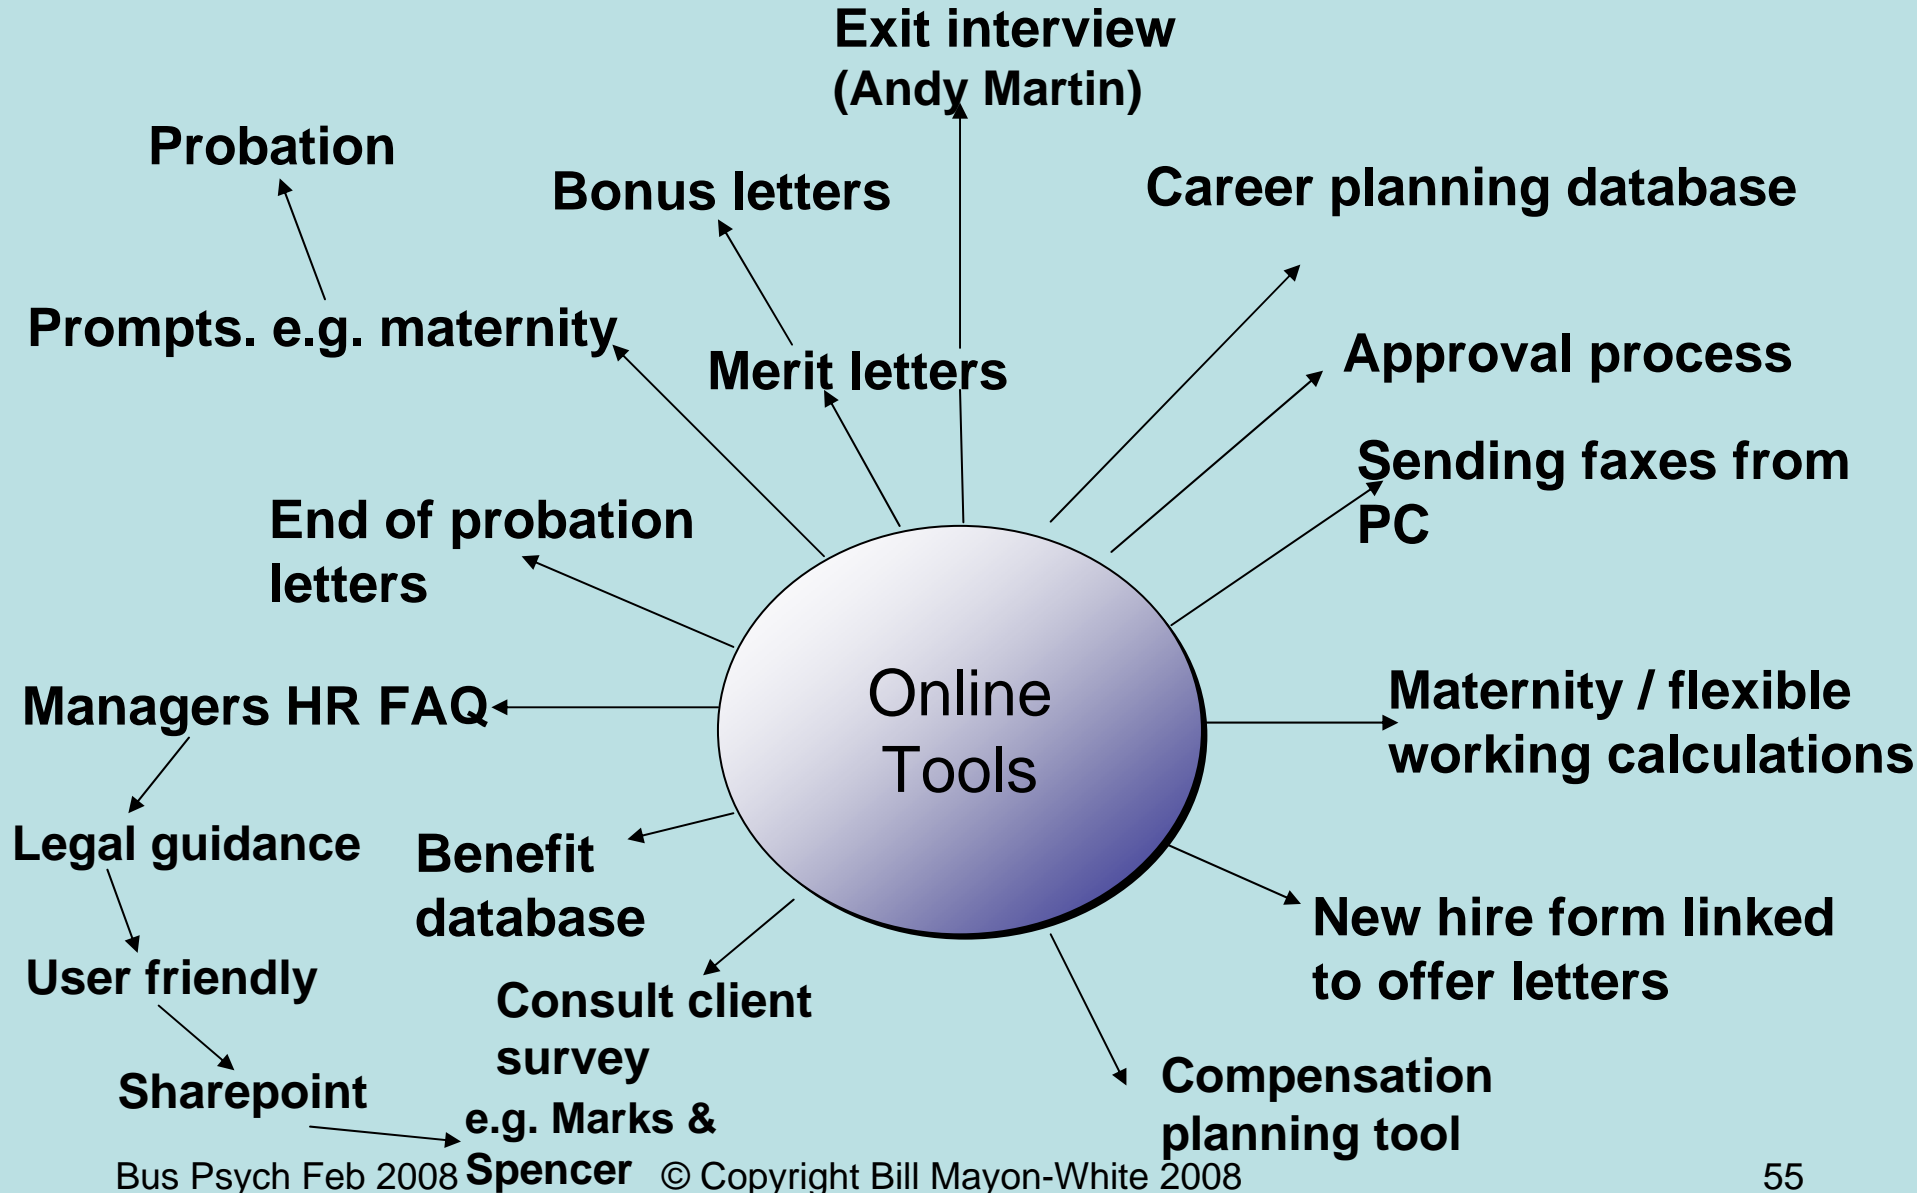 Exit interview
(Andy Martin)
Probation
Bonus letters
Career planning database
Prompts. e.g. maternity
Merit letters
Approval process
Sending faxes from
PC
End of probation
letters
Online
Tools
Managers HR FAQ
Maternity / flexible
working calculations
Legal guidance
Benefit
database
New hire form linked
to offer letters
User friendly
Consult client
survey
Sharepoint
e.g. Marks &
Spencer
Compensation
planning tool
Bus Psych Feb 2008
© Copyright Bill Mayon-White 2008
55